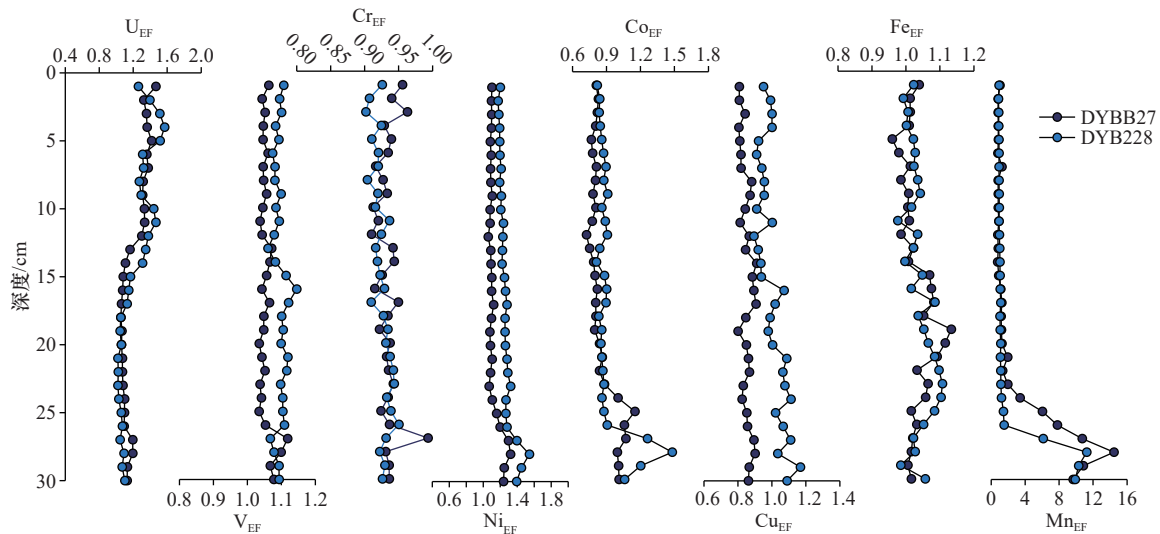 U_EF
0.4 0.8 1.2 1.6 2.0
Cr_EF
0.80 0.85 0.90 0.95 1.00
Co_EF
0.6 0.9 1.2 1.5 1.8
Fe_EF
0.8 0.9 1.0 1.1 1.2
DYBB27
DYB228
深度/cm
0
5
10
15
20
25
30
0.8 0.9 1.0 1.1 1.2
V_EF
0.4 0.8 1.2 1.6 2.0
Ni_EF
0.6 0.8 1.0 1.2 1.4
Cu_EF
0 4 8 12 16
Mn_EF